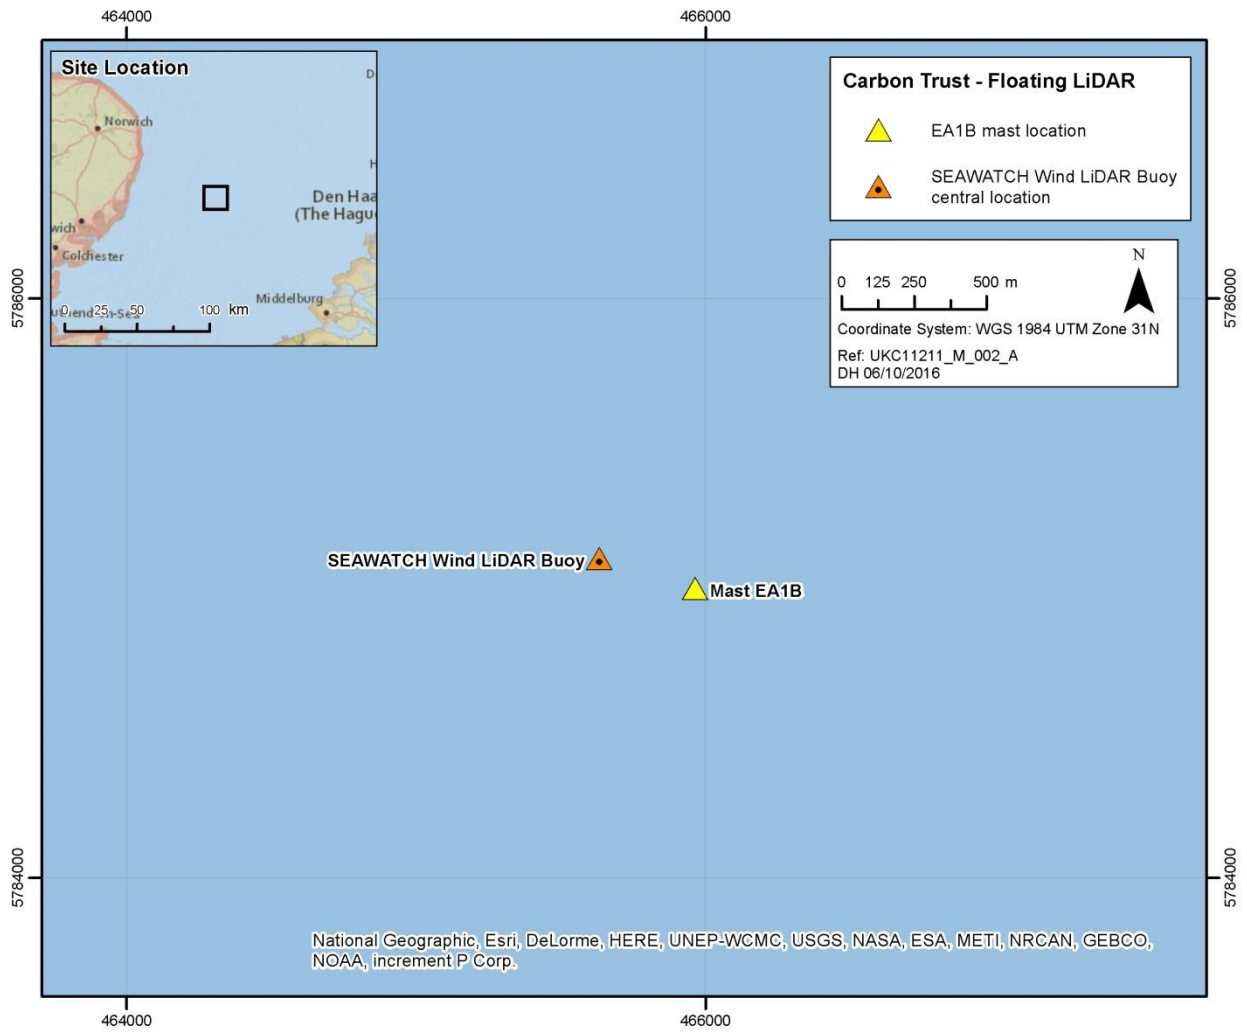 464000
466000
Site Location
D
Norwich
H
Den Haa
(The Hagu
wich
Colchester
Middelburg
0 25 50 100 km
Carbon Trust - Floating LiDAR
EA1B mast location
SEAWATCH Wind LiDAR Buoy
central location
0 125 250 500 m
N
Coordinate System: WGS 1984 UTM Zone 31N
Ref: UKC11211_M_002_A
DH 06/10/2016
5786000
5786000
SEAWATCH Wind LiDAR Buoy
Mast EA1B
5784000
5784000
National Geographic, Esri, DeLorme, HERE, UNEP-WCMC, USGS, NASA, ESA, METI, NRCAN, GEBCO,
NOAA, increment P Corp.
464000
466000